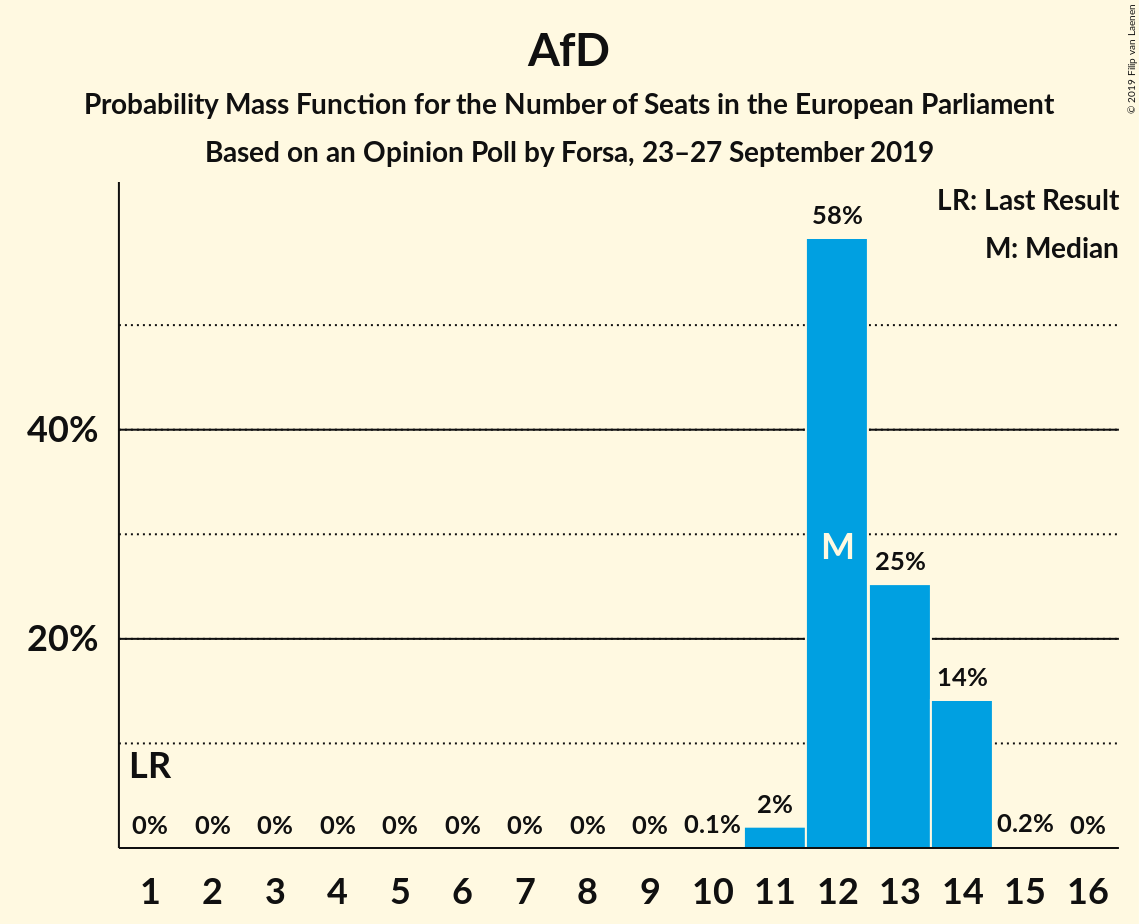 AfD
Probability Mass Function for the Number of Seats in the European Parliament
Based on an Opinion Poll by Forsa, 23–27 September 2019
© 2019 Filip van Laenen
LR: Last Result
M: Median
58%
40%
M
25%
20%
14%
LR
2%
0% 0% 0% 0% 0% 0% 0% 0% 0% 0.1% 0.2% 0%
1 2 3 4 5 6 7 8 9 10 11 12 13 14 15 16